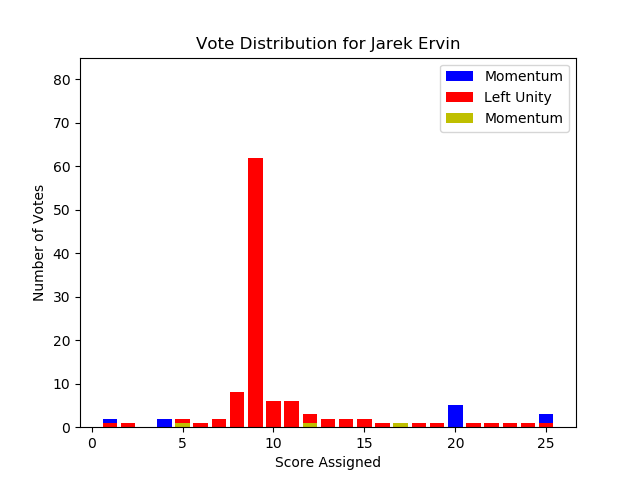 Vote Distribution for Jarek Ervin
Momentum
Left Unity
Momentum
Number of Votes
80
70
60
50
40
30
20
10
0
0 5 10 15 20 25
Score Assigned